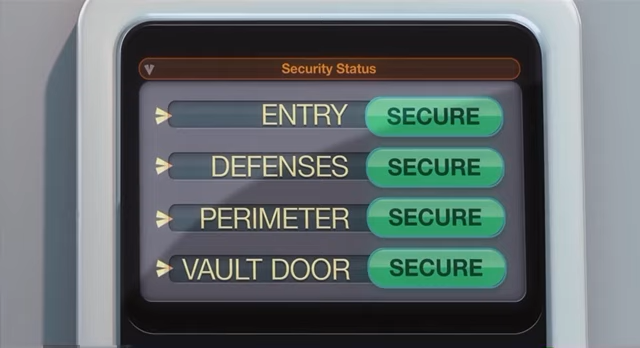 Security Status
ENTRY SECURE
DEFENSES SECURE
PERIMETER SECURE
VAULT DOOR SECURE